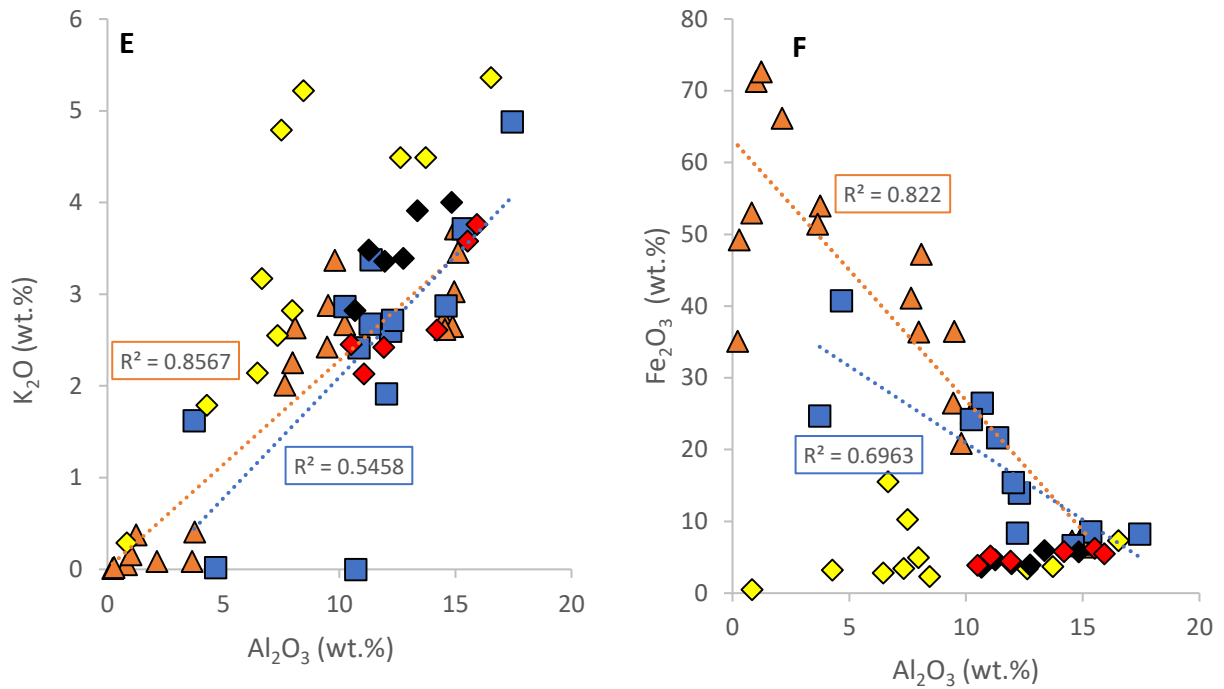 E
6
5
4
3
2
1
0
K₂O (wt.%)
R² = 0.8567
R² = 0.5458
0 5 10 15 20
Al₂O₃ (wt.%)
F
80
70
60
50
40
30
20
10
0
Fe₂O₃ (wt.%)
R² = 0.822
R² = 0.6963
0 5 10 15 20
Al₂O₃ (wt.%)